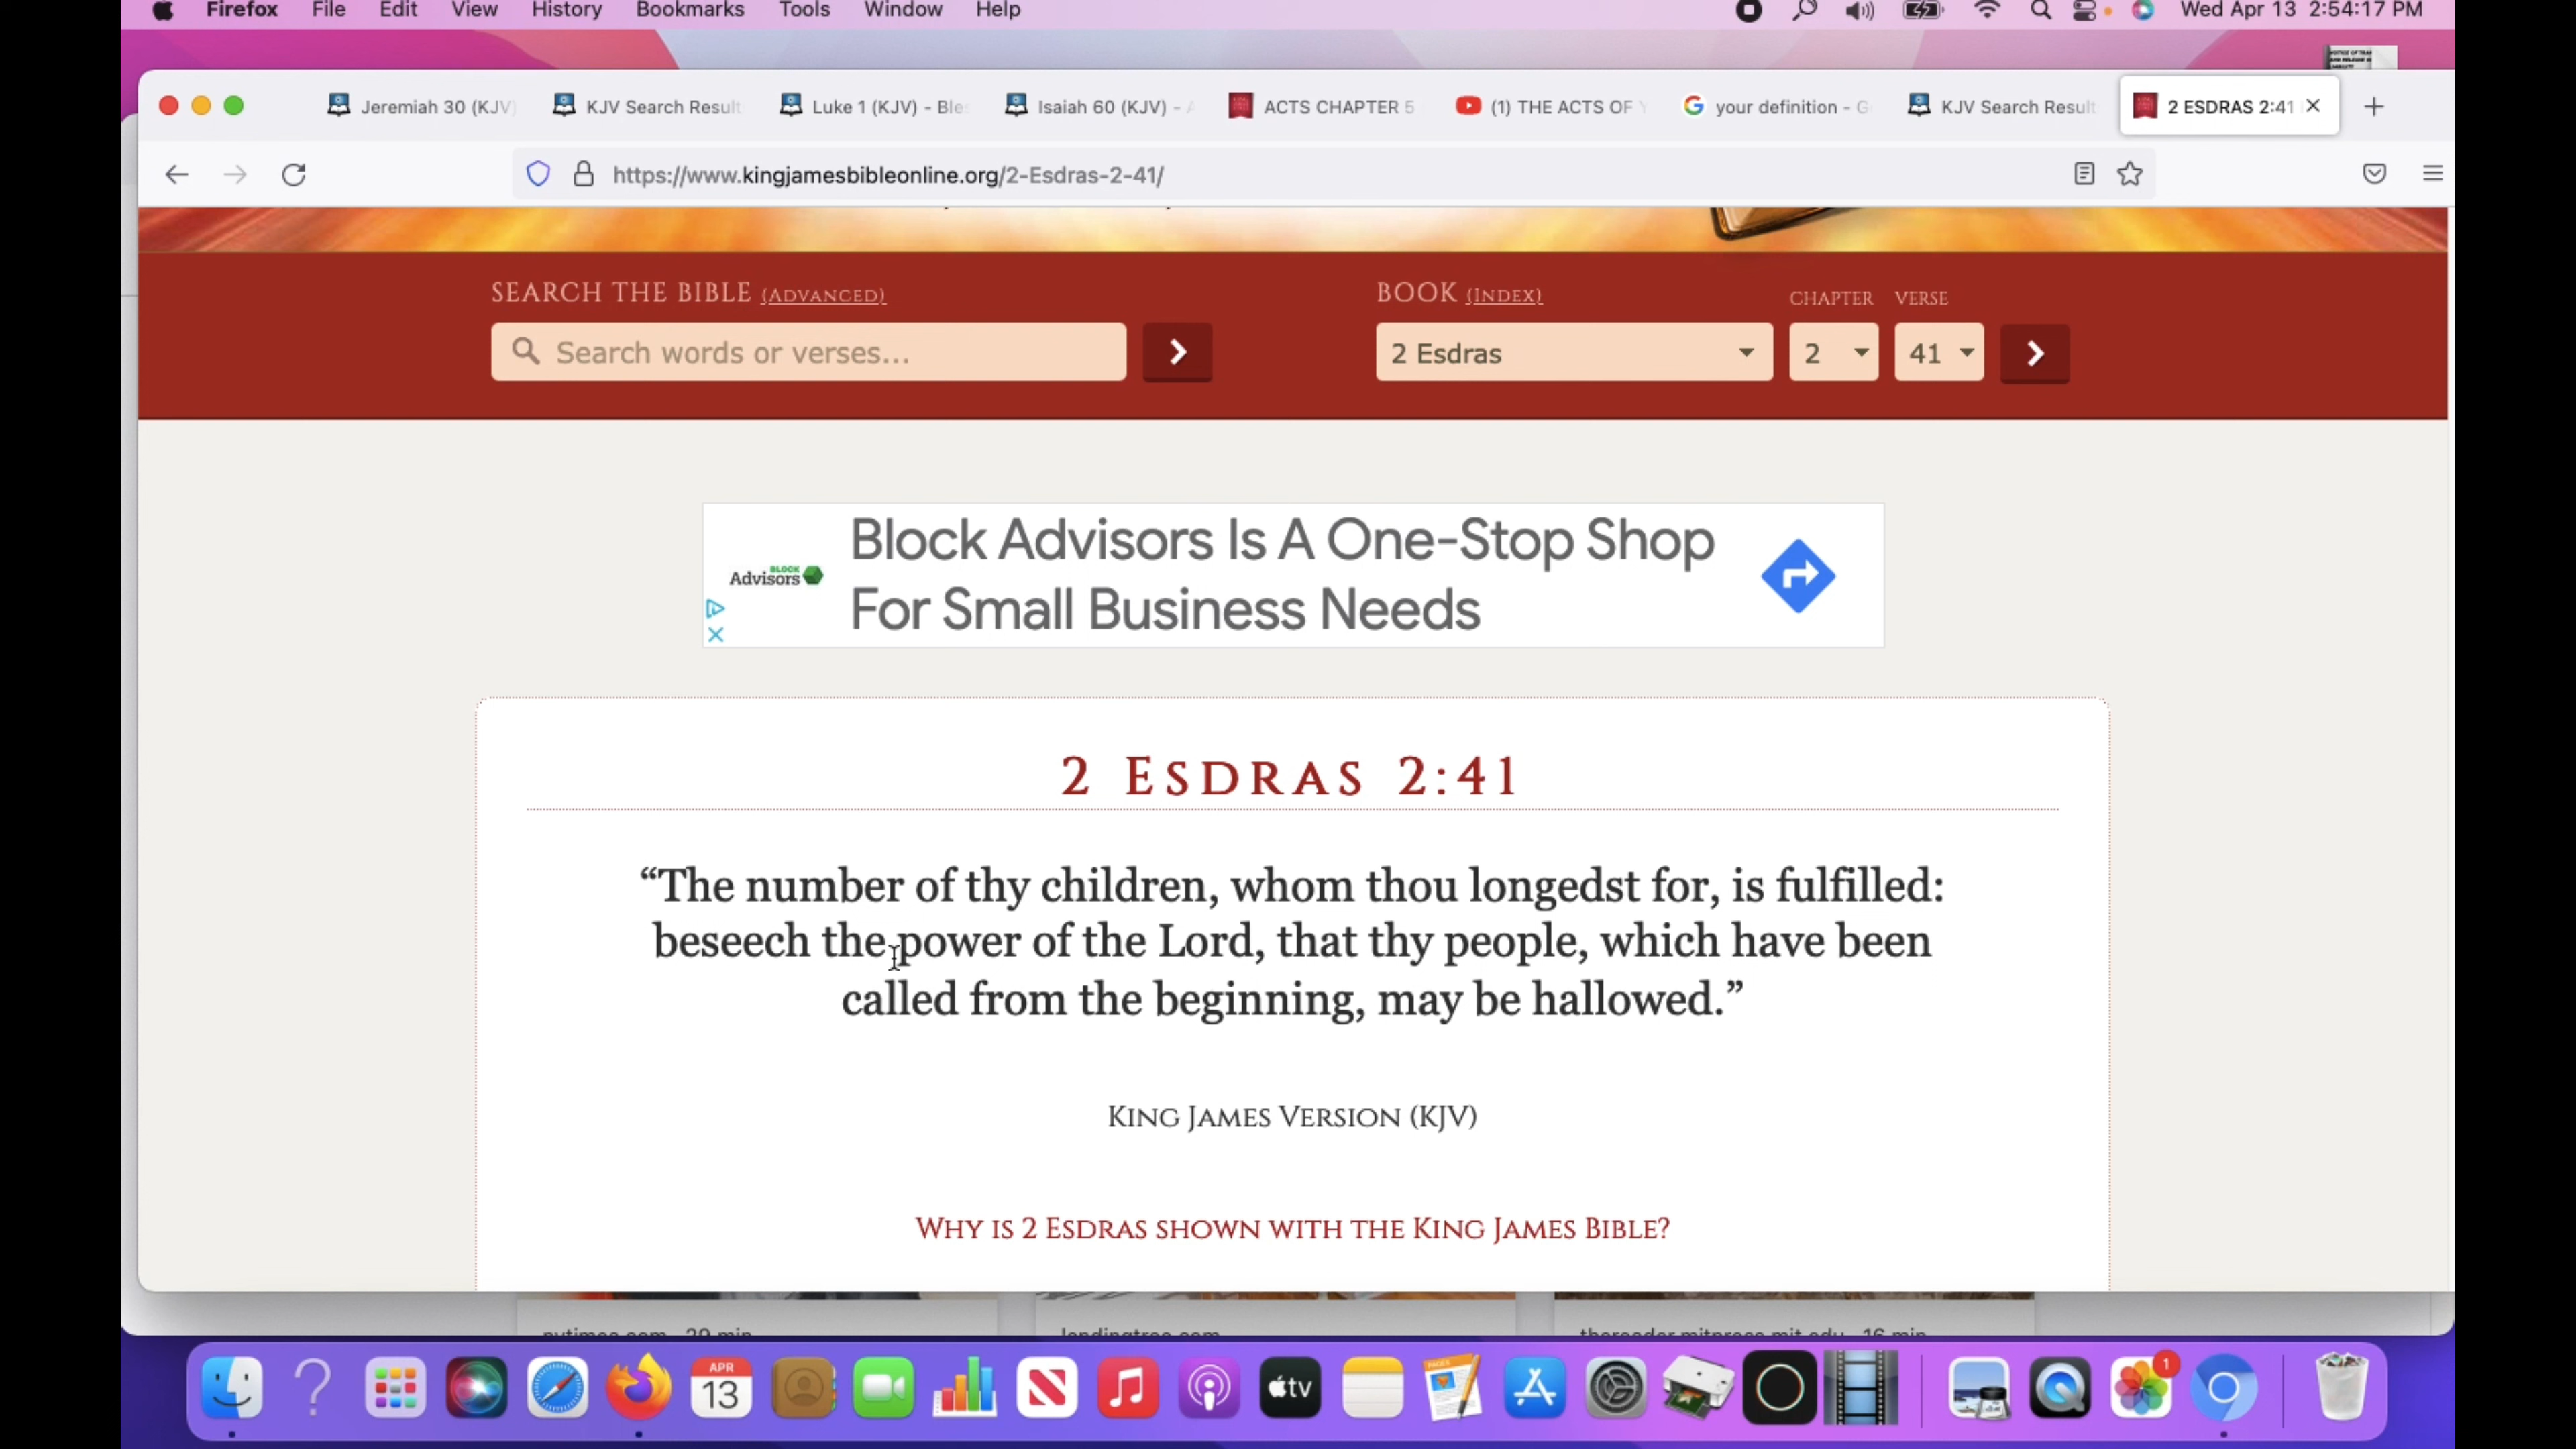 Firefox File Edit View History Bookmarks Tools Window Help Wed Apr 13 2:54:17 PM
Jeremiah 30 (KJV) KJV Search Result Luke 1 (KJV) - Ble Isaiah 60 (KJV) - A ACTS CHAPTER 5 (1) THE ACTS OF Y your definition - G KJV Search Result 2 ESDRAS 2:41
https://www.kingjamesbibleonline.org/2-Esdras-2-41/
SEARCH THE BIBLE (ADVANCED) BOOK (INDEX) CHAPTER VERSE
Search words or verses... 2 Esdras 2 41
Block Advisors Is A One-Stop Shop
BLOCK
Advisors
For Small Business Needs
2 ESDRAS 2:41
“The number of thy children, whom thou longedst for, is fulfilled:
beseech the power of the Lord, that thy people, which have been
called from the beginning, may be hallowed.”
KING JAMES VERSION (KJV)
WHY IS 2 ESDRAS SHOWN WITH THE KING JAMES BIBLE?
APR
13
tv
PAGES
1